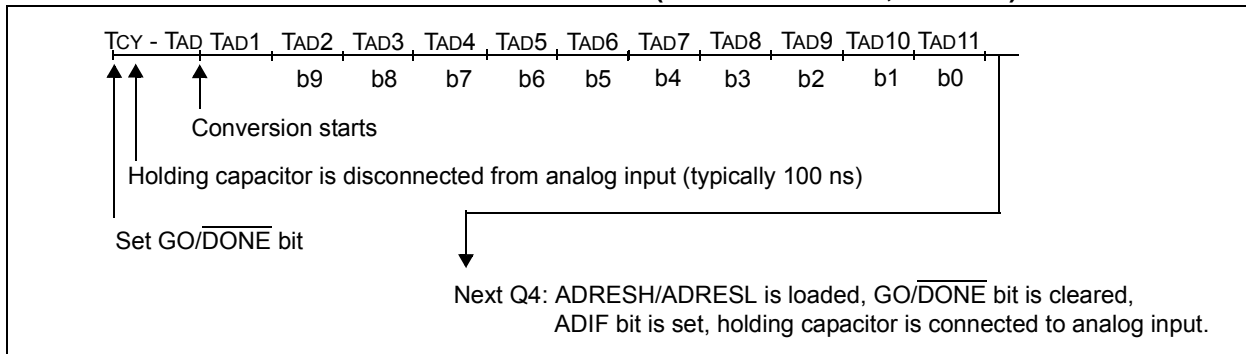 TCY - TAD TAD1 TAD2 TAD3 TAD4 TAD5 TAD6 TAD7 TAD8 TAD9 TAD10 TAD11
b9 b8 b7 b6 b5 b4 b3 b2 b1 b0
Conversion starts
Holding capacitor is disconnected from analog input (typically 100 ns)
Set GO/DONE bit
Next Q4: ADRESH/ADRESL is loaded, GO/DONE bit is cleared,
ADIF bit is set, holding capacitor is connected to analog input.